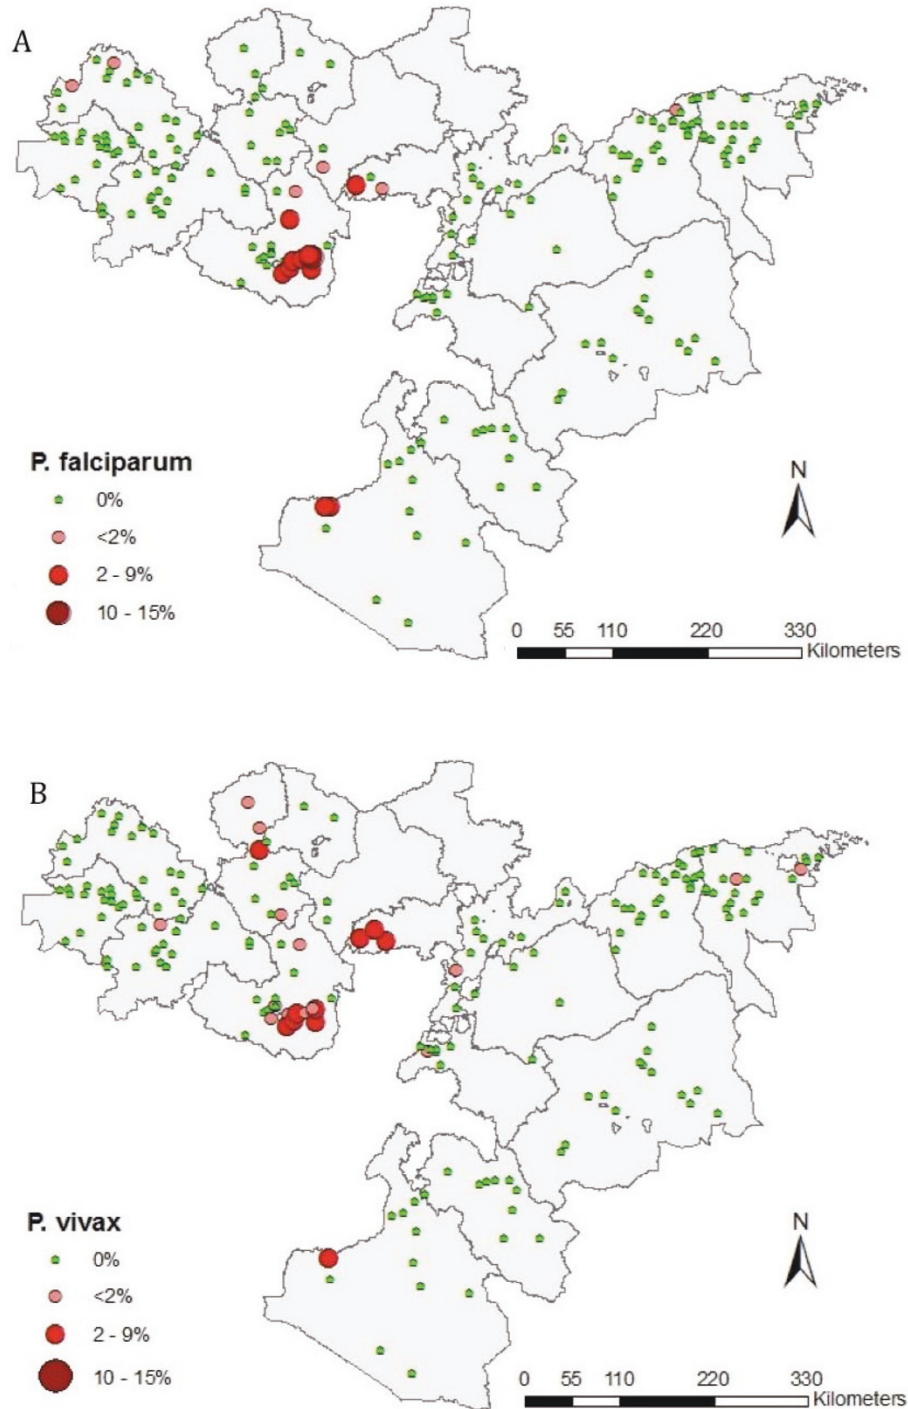 A
P. falciparum
0%
<2%
2 - 9%
10 - 15%
N
0 55 110 220 330
Kilometers
B
P. vivax
0%
<2%
2 - 9%
10 - 15%
N
0 55 110 220 330
Kilometers